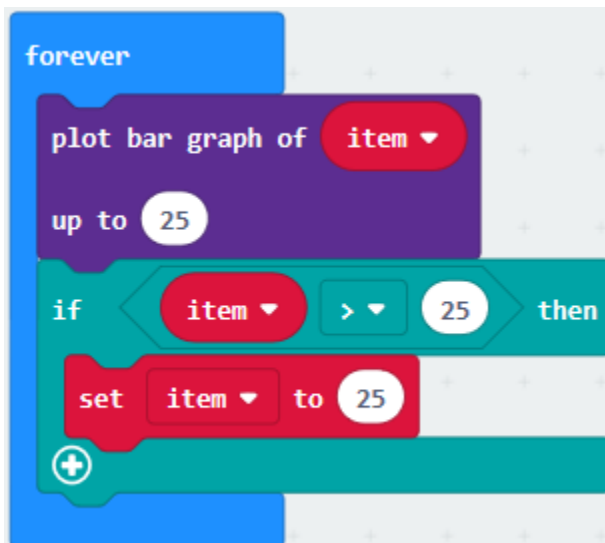 forever
plot bar graph of item
up to 25
if item > 25 then
set item to 25